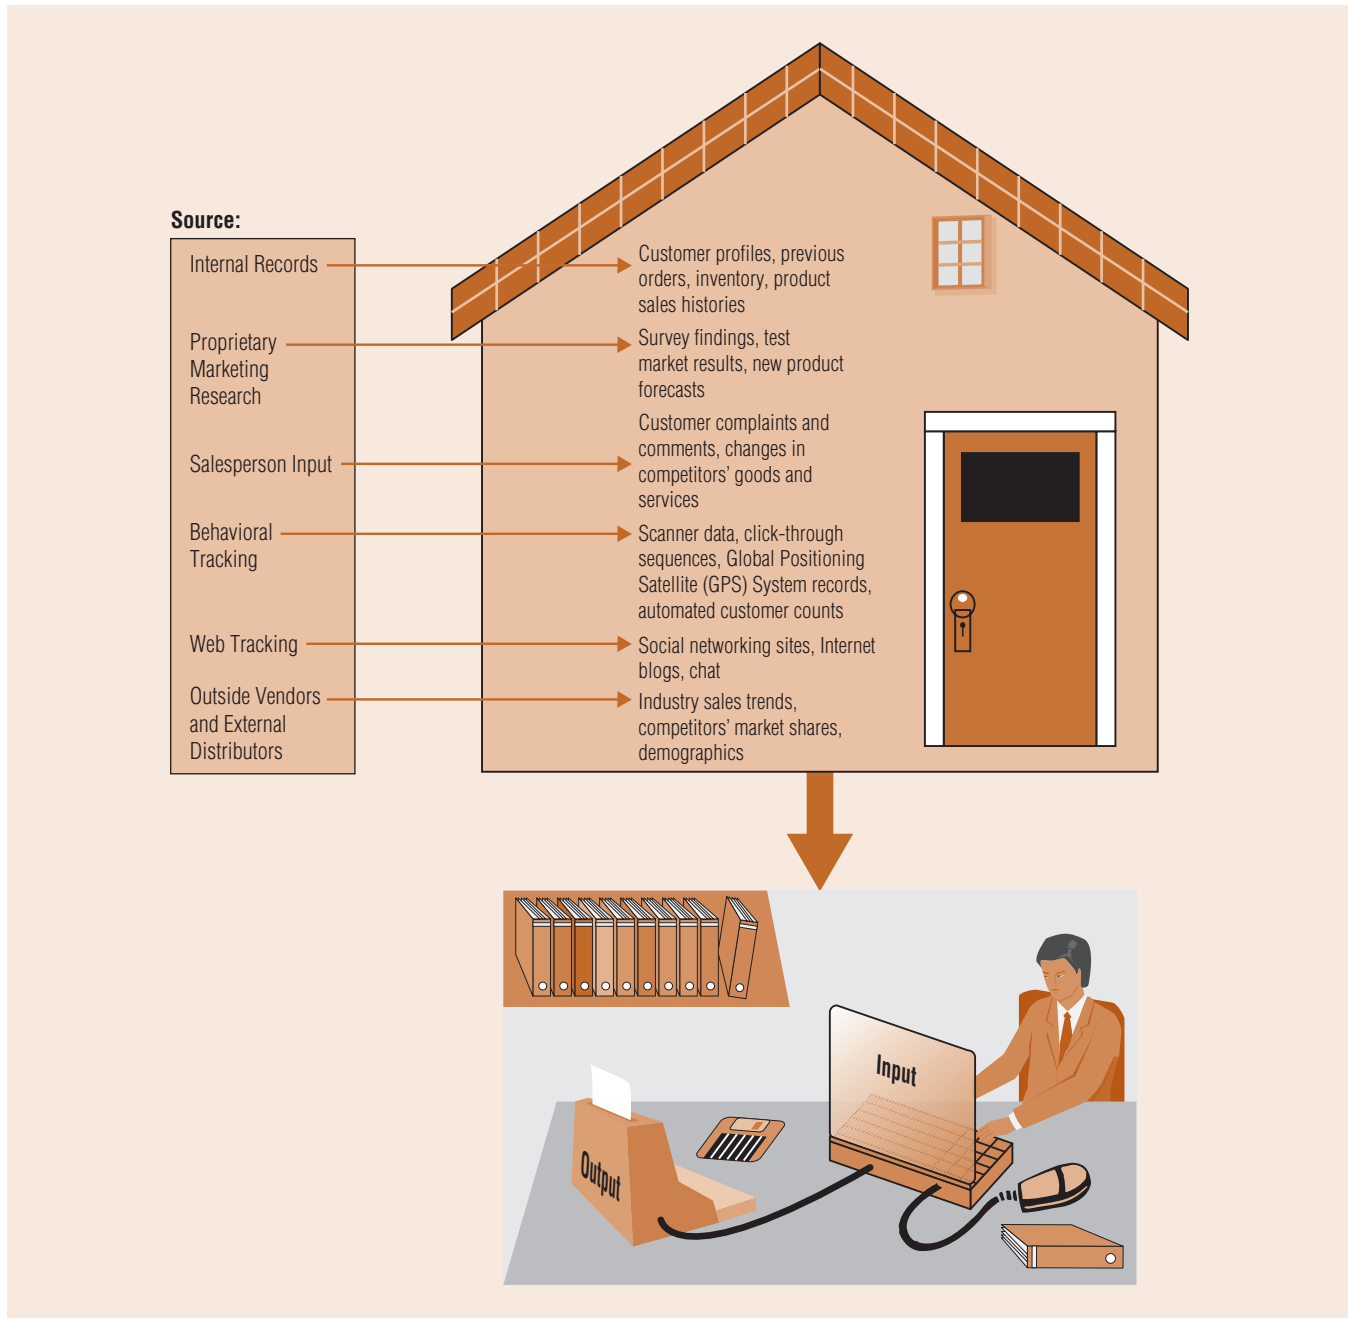 Source:
Internal Records
Customer profiles, previous
orders, inventory, product
sales histories
Proprietary
Marketing
Research
Survey findings, test
market results, new product
forecasts
Salesperson Input
Customer complaints and
comments, changes in
competitors’ goods and
services
Behavioral
Tracking
Scanner data, click-through
sequences, Global Positioning
Satellite (GPS) System records,
automated customer counts
Web Tracking
Social networking sites, Internet
blogs, chat
Outside Vendors
and External
Distributors
Industry sales trends,
competitors’ market shares,
demographics
Input
Output